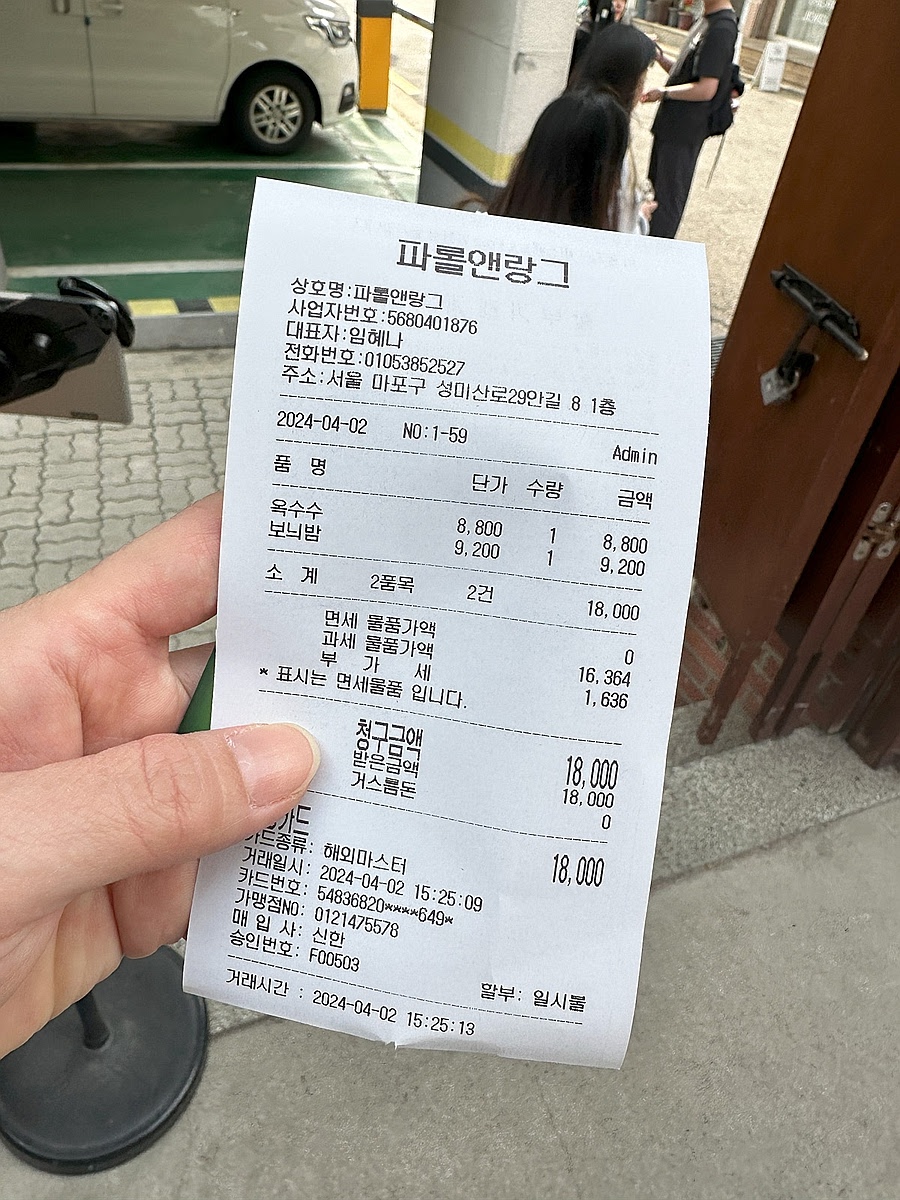 파롤앤랑그
상호명:파롤앤랑그
사업자번호:5680401876
대표자:임혜나
전화번호:01053852527
주소:서울 마포구 성미산로29안길 8 1층
2024-04-02 NO:1-59 Admin
품 명 단가 수량 금액
옥수수 8,800 1 8,800
보늬밤 9,200 1 9,200
소 계 2품목 2건 18,000
면세 물품가액 0
과세 물품가액 16,364
부 가 세 1,636
* 표시는 면세물품 입니다.
청구금액 18,000
받은금액 18,000
거스름돈 0
카드 18,000
카드종류: 해외마스터
거래일시: 2024-04-02 15:25:09
카드번호: 54836820****649*
가맹점NO: 0121475578
매 입 사: 신한
승인번호: F00503 할부: 일시불
거래시간 : 2024-04-02 15:25:13